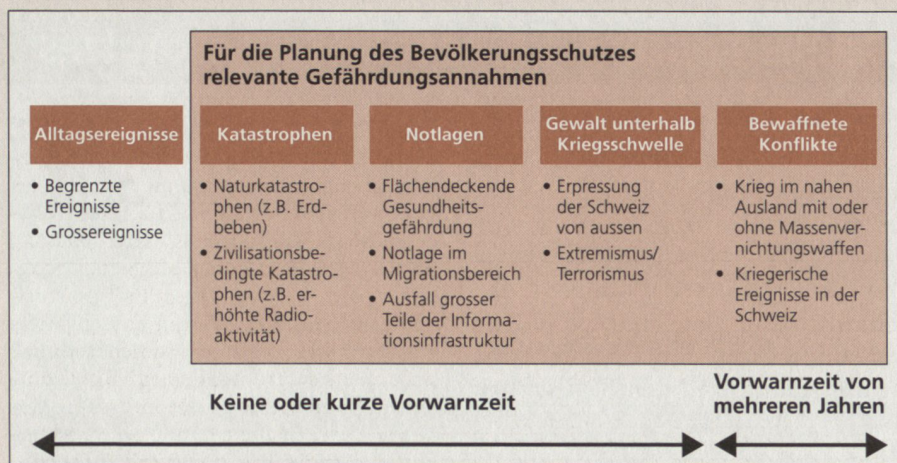 Für die Planung des Bevölkerungsschutzes
relevante Gefährdungsannahmen
Alltagsereignisse
• Begrenzte
Ereignisse
• Grossereignisse
Katastrophen
• Naturkatastro-
phen (z.B. Erd-
beben)
• Zivilisationsbe-
dingte Katastro-
phen (z.B. er-
höhte Radio-
aktivität)
Notlagen
• Flächendeckende
Gesundheits-
gefährdung
• Notlage im
Migrationsbereich
• Ausfall grosser
Teile der Informa-
tionsinfrastruktur
Gewalt unterhalb
Kriegsschwelle
• Erpressung
der Schweiz
von aussen
• Extremismus/
Terrorismus
Bewaffnete
Konflikte
• Krieg im nahen
Ausland mit oder
ohne Massenver-
nichtungswaffen
• Kriegerische
Ereignisse in der
Schweiz
Keine oder kurze Vorwarnzeit
Vorwarnzeit von
mehreren Jahren